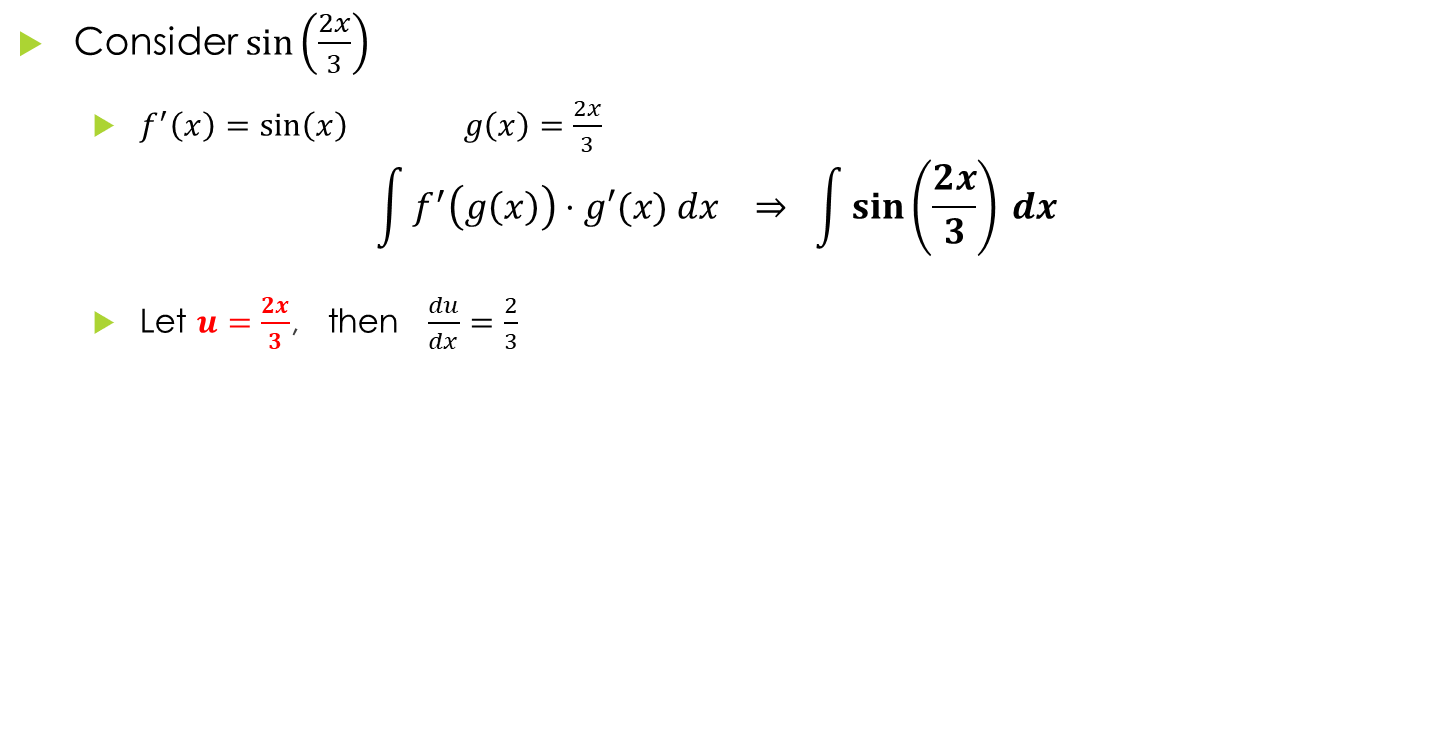 Consider sin(2x/3)
f′(x) = sin(x) g(x) = 2x/3
∫ f′(g(x)) · g′(x) dx ⇒ ∫ sin(2x/3) dx
Let u = 2x/3, then du/dx = 2/3